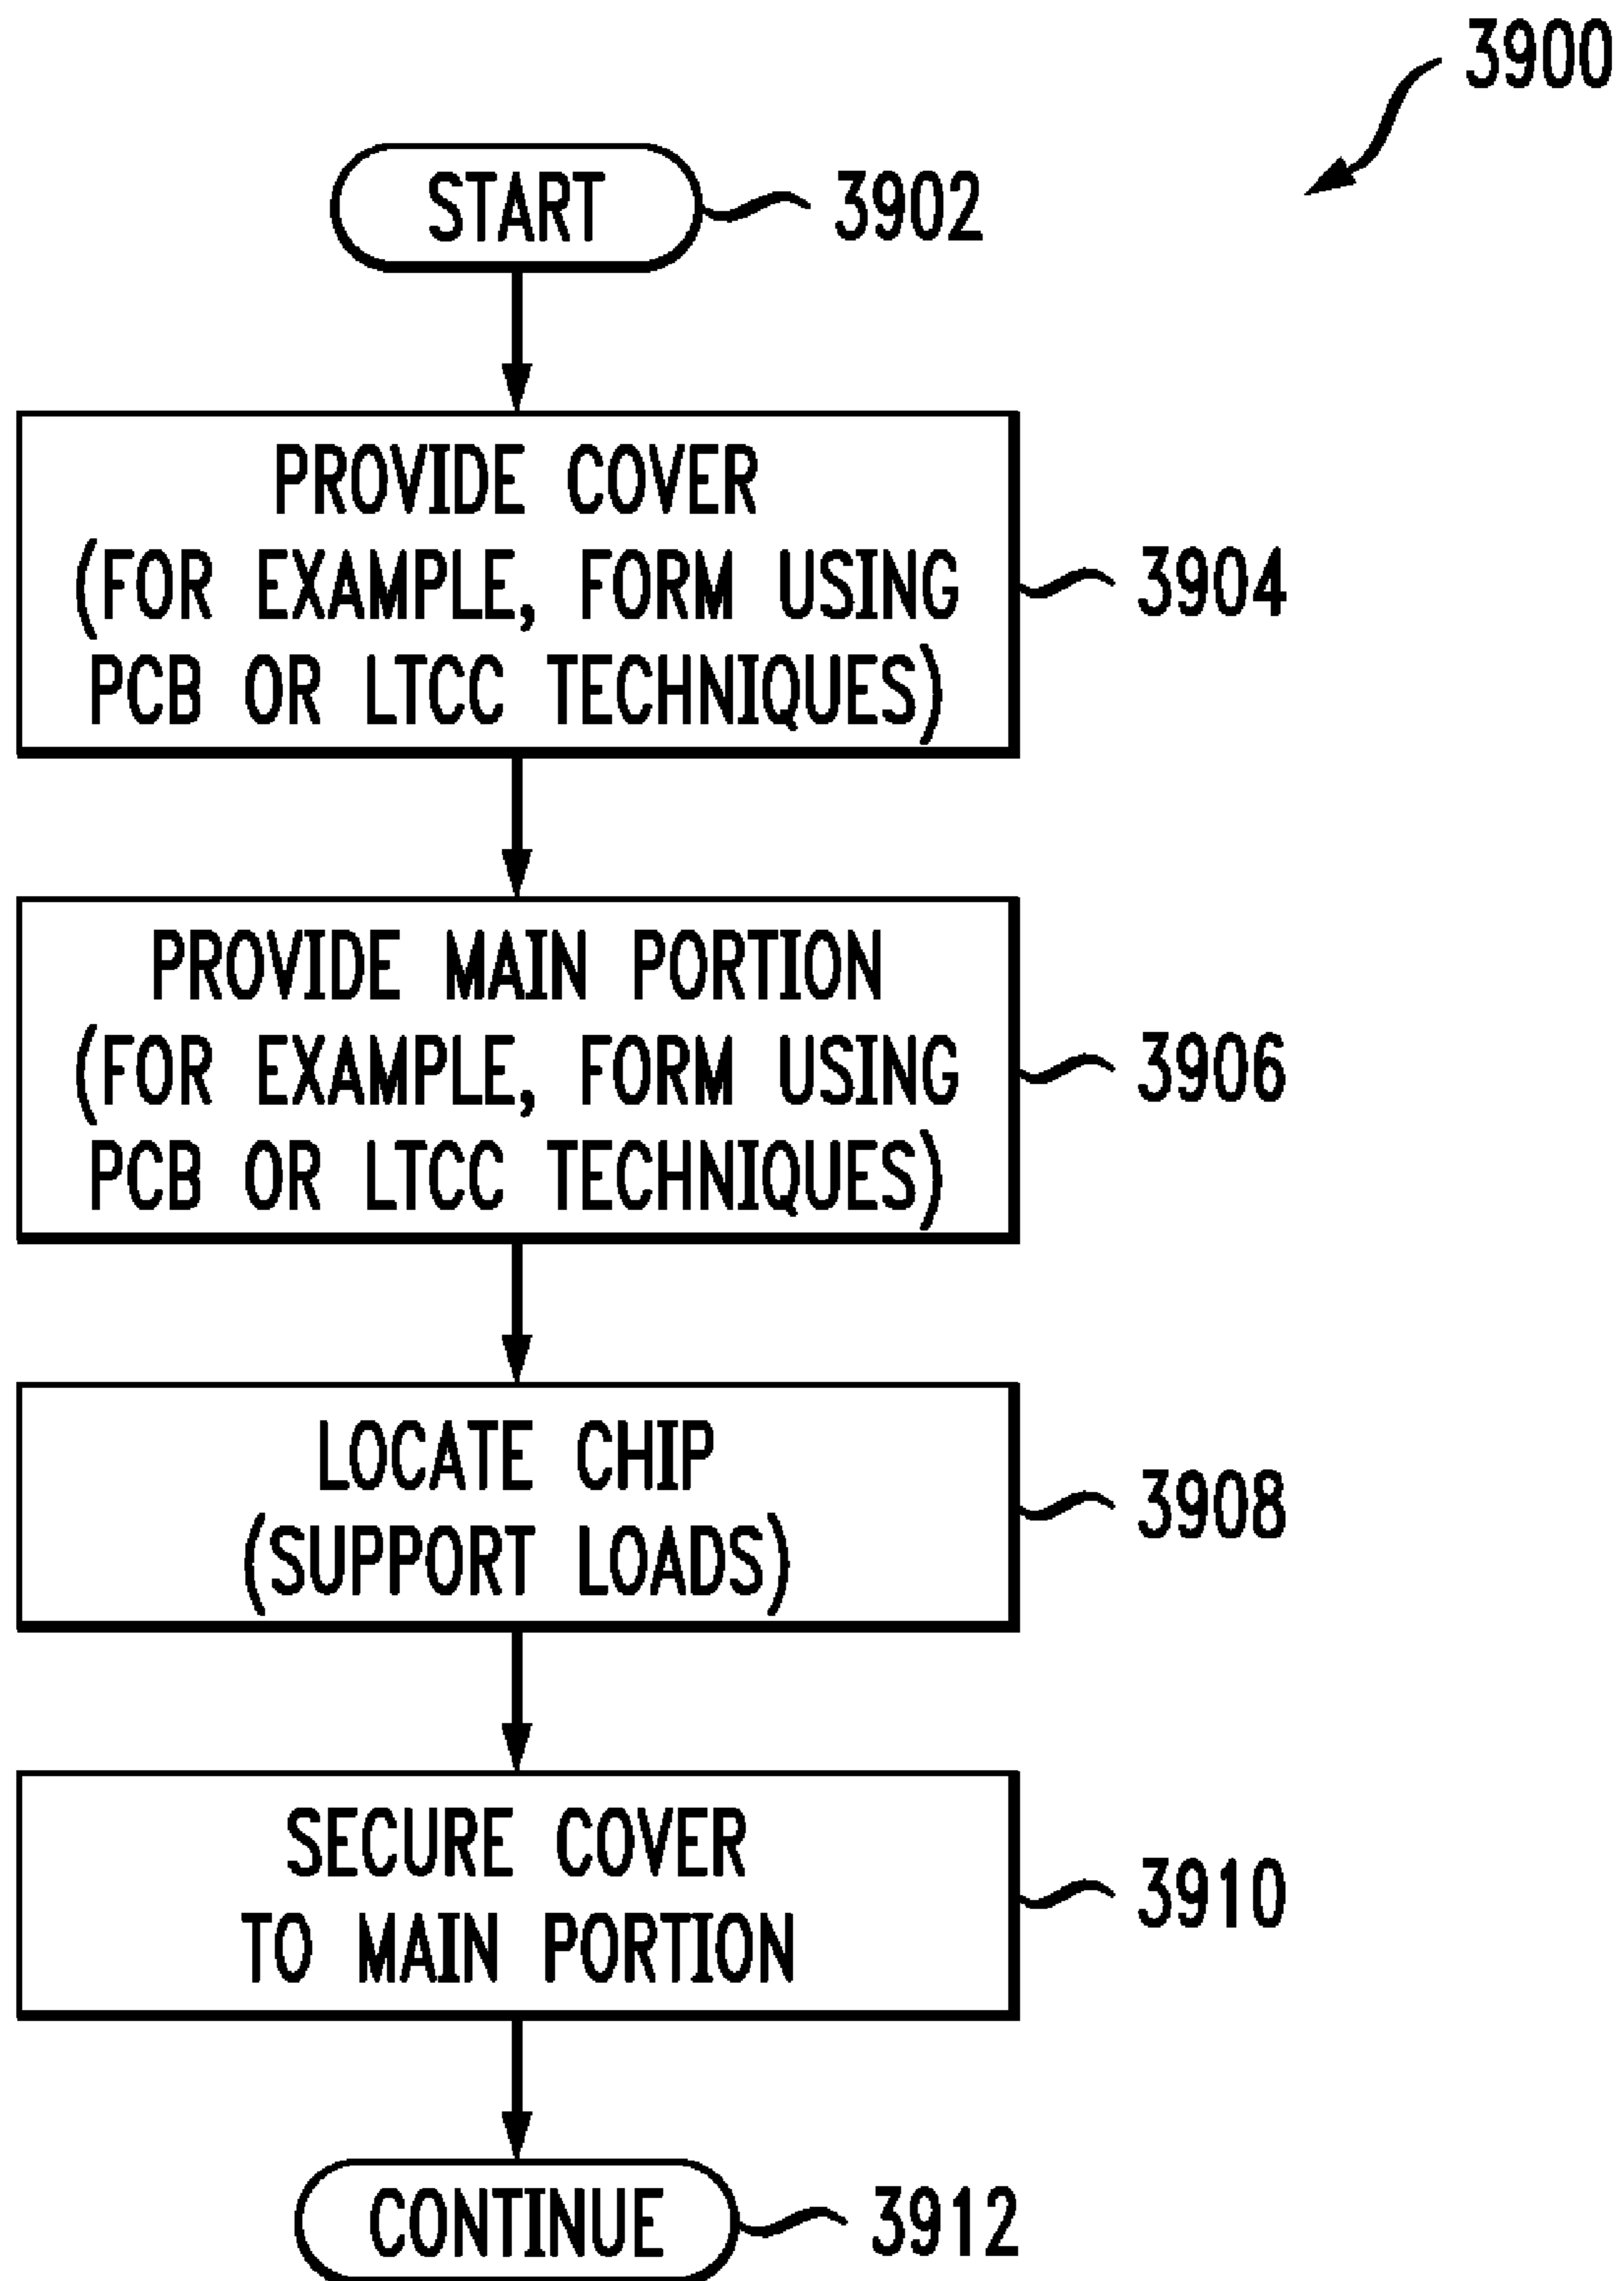 3900
START
3902
PROVIDE COVER
(FOR EXAMPLE, FORM USING
PCB OR LTCC TECHNIQUES)
3904
PROVIDE MAIN PORTION
(FOR EXAMPLE, FORM USING
PCB OR LTCC TECHNIQUES)
3906
LOCATE CHIP
(SUPPORT LOADS)
3908
SECURE COVER
TO MAIN PORTION
3910
CONTINUE
3912